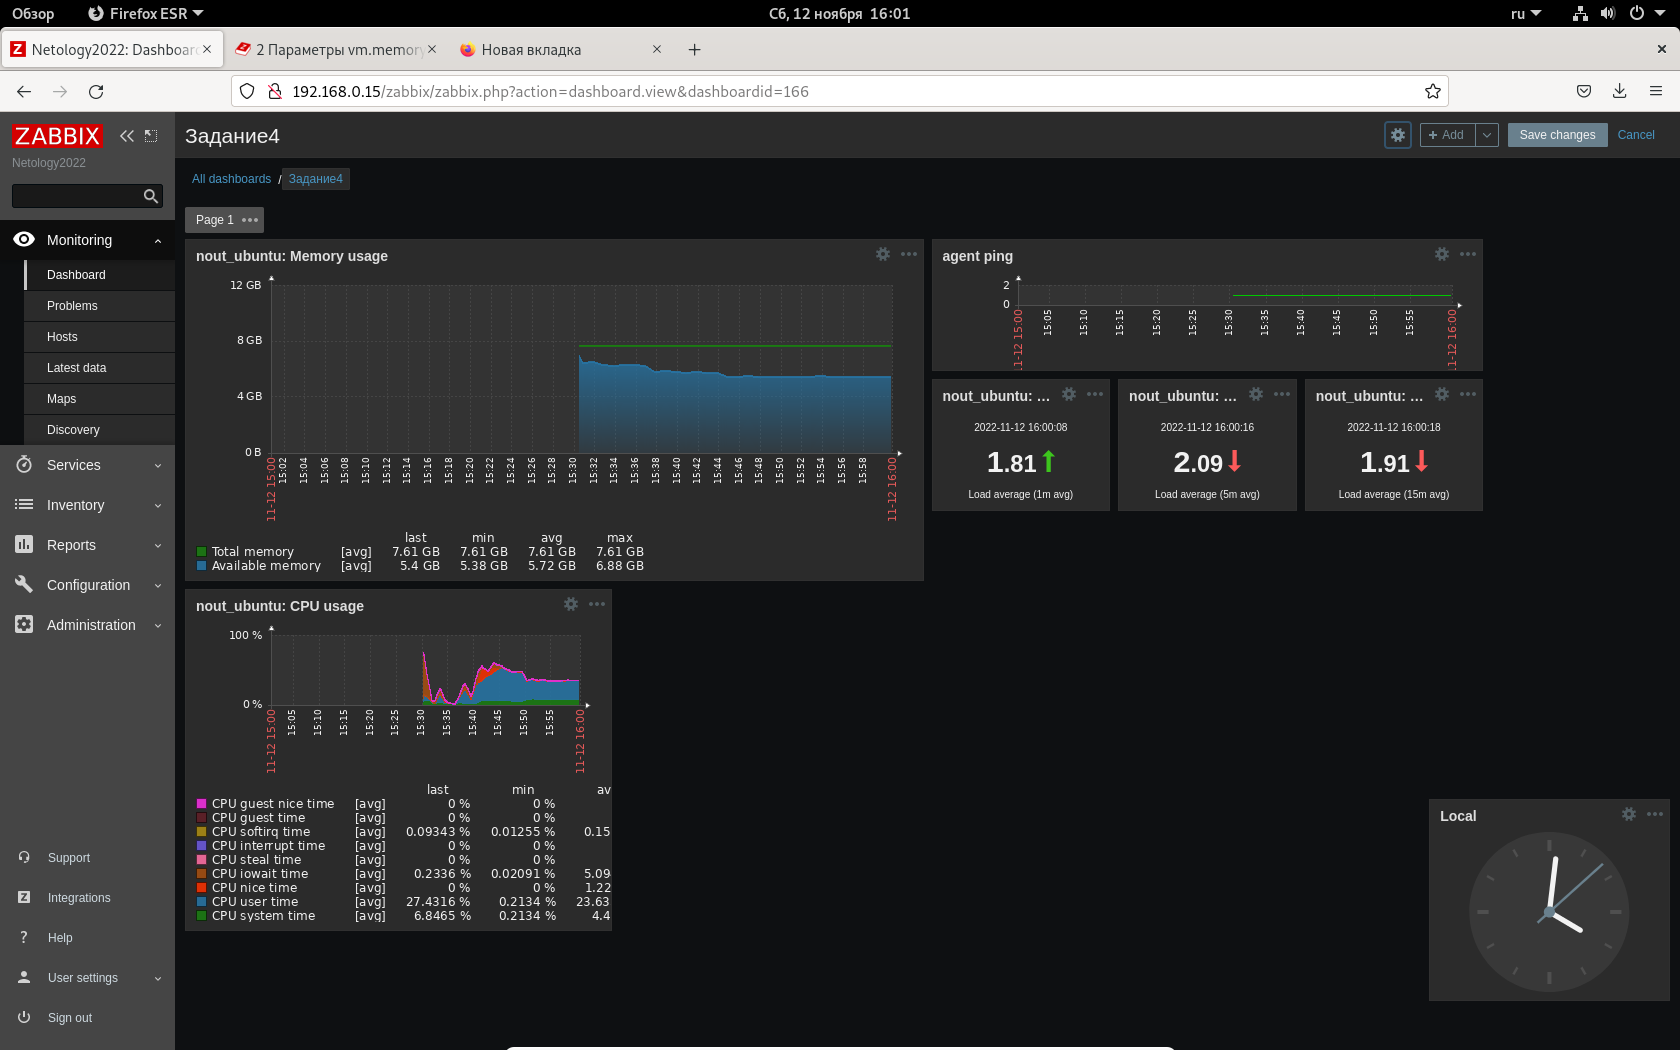 Обзор
Firefox ESR
Сб, 12 ноября 16:01
ru
Netology2022: Dashboard
2 Параметры vm.memory
Новая вкладка
192.168.0.15/zabbix/zabbix.php?action=dashboard.view&dashboardid=166
ZABBIX
Netology2022
Monitoring
Dashboard
Problems
Hosts
Latest data
Maps
Discovery
Services
Inventory
Reports
Configuration
Administration
Support
Integrations
Help
User settings
Sign out
Задание4
+ Add
Save changes
Cancel
All dashboards / Задание4
Page 1
nout_ubuntu: Memory usage
12 GB
8 GB
4 GB
0 B
11-12 15:00 15:02 15:04 15:06 15:08 15:10 15:12 15:14 15:16 15:18 15:20 15:22 15:24 15:26 15:28 15:30 15:32 15:34 15:36 15:38 15:40 15:42 15:44 15:46 15:48 15:50 15:52 15:54 15:56 15:58 11-12 16:00
last min avg max
Total memory [avg] 7.61 GB 7.61 GB 7.61 GB 7.61 GB
Available memory [avg] 5.4 GB 5.38 GB 5.72 GB 6.88 GB
agent ping
2
0
11-12 15:00 15:05 15:10 15:15 15:20 15:25 15:30 15:35 15:40 15:45 15:50 15:55 11-12 16:00
nout_ubuntu: ...
2022-11-12 16:00:08
1.81
Load average (1m avg)
nout_ubuntu: ...
2022-11-12 16:00:16
2.09
Load average (5m avg)
nout_ubuntu: ...
2022-11-12 16:00:18
1.91
Load average (15m avg)
nout_ubuntu: CPU usage
100 %
0 %
11-12 15:00 15:05 15:10 15:15 15:20 15:25 15:30 15:35 15:40 15:45 15:50 15:55 11-12 16:00
last min av
CPU guest nice time [avg] 0 % 0 %
CPU guest time [avg] 0 % 0 %
CPU softirq time [avg] 0.09343 % 0.01255 % 0.15
CPU interrupt time [avg] 0 % 0 %
CPU steal time [avg] 0 % 0 %
CPU iowait time [avg] 0.2336 % 0.02091 % 5.09
CPU nice time [avg] 0 % 0 % 1.22
CPU user time [avg] 27.4316 % 0.2134 % 23.63
CPU system time [avg] 6.8465 % 0.2134 % 4.4
Local